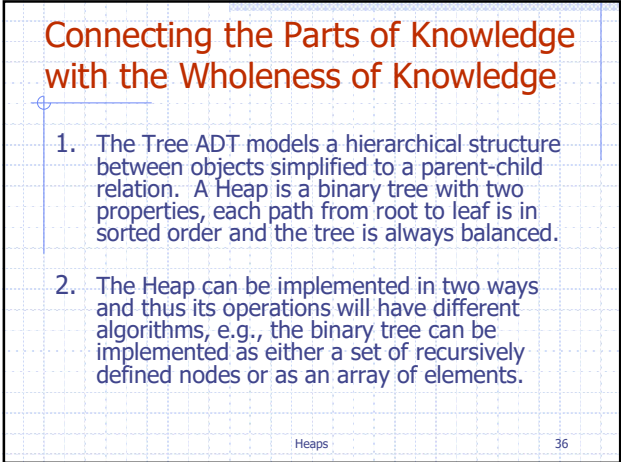 Connecting the Parts of Knowledge
with the Wholeness of Knowledge
1. The Tree ADT models a hierarchical structure
between objects simplified to a parent-child
relation. A Heap is a binary tree with two
properties, each path from root to leaf is in
sorted order and the tree is always balanced.
2. The Heap can be implemented in two ways
and thus its operations will have different
algorithms, e.g., the binary tree can be
implemented as either a set of recursively
defined nodes or as an array of elements.
Heaps 36